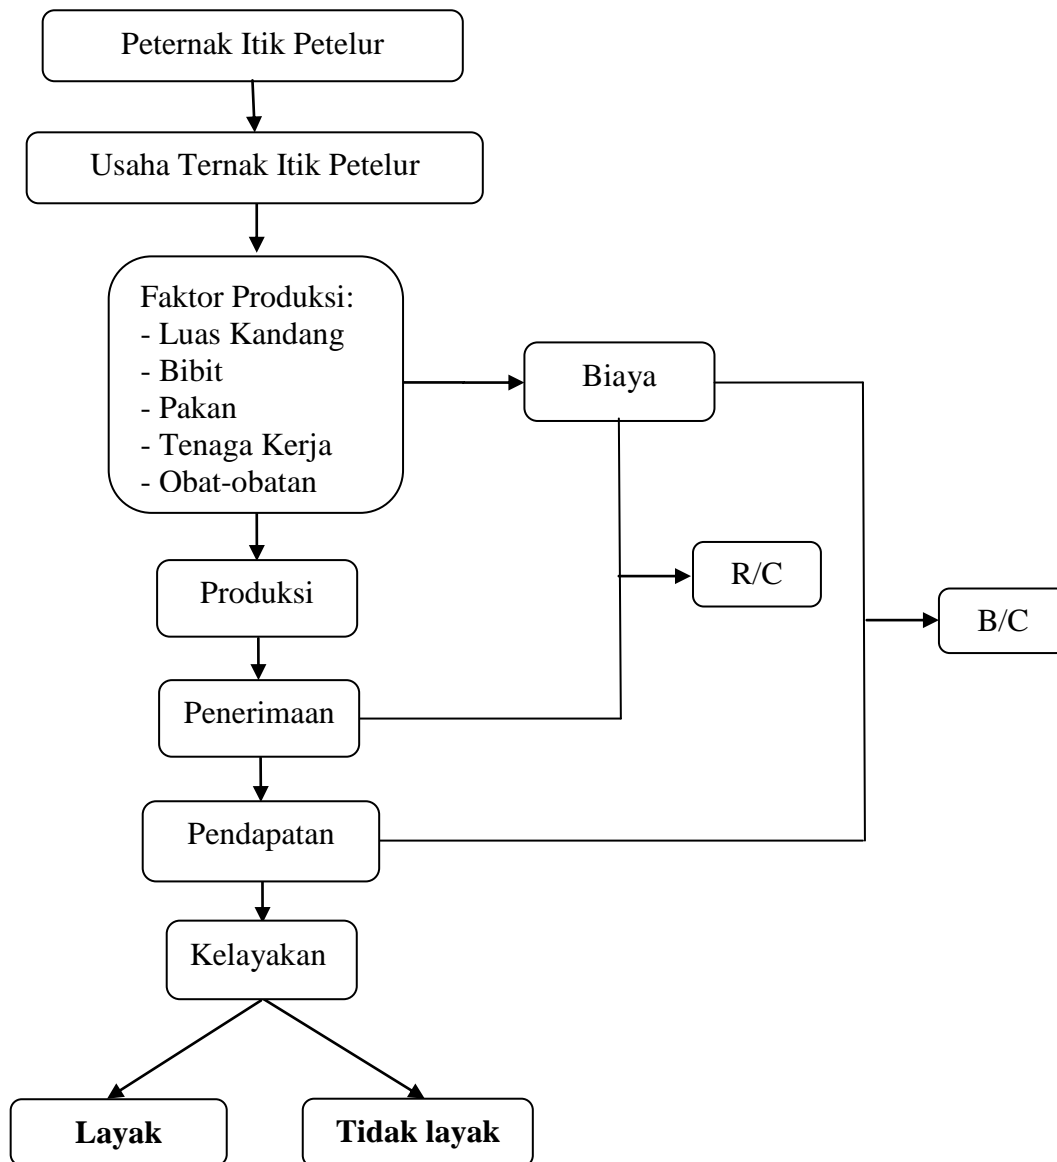 Peternak Itik Petelur
Usaha Ternak Itik Petelur
Faktor Produksi:
- Luas Kandang
- Bibit
- Pakan
- Tenaga Kerja
- Obat-obatan
Biaya
R/C
Produksi
B/C
Penerimaan
Pendapatan
Kelayakan
Layak
Tidak layak